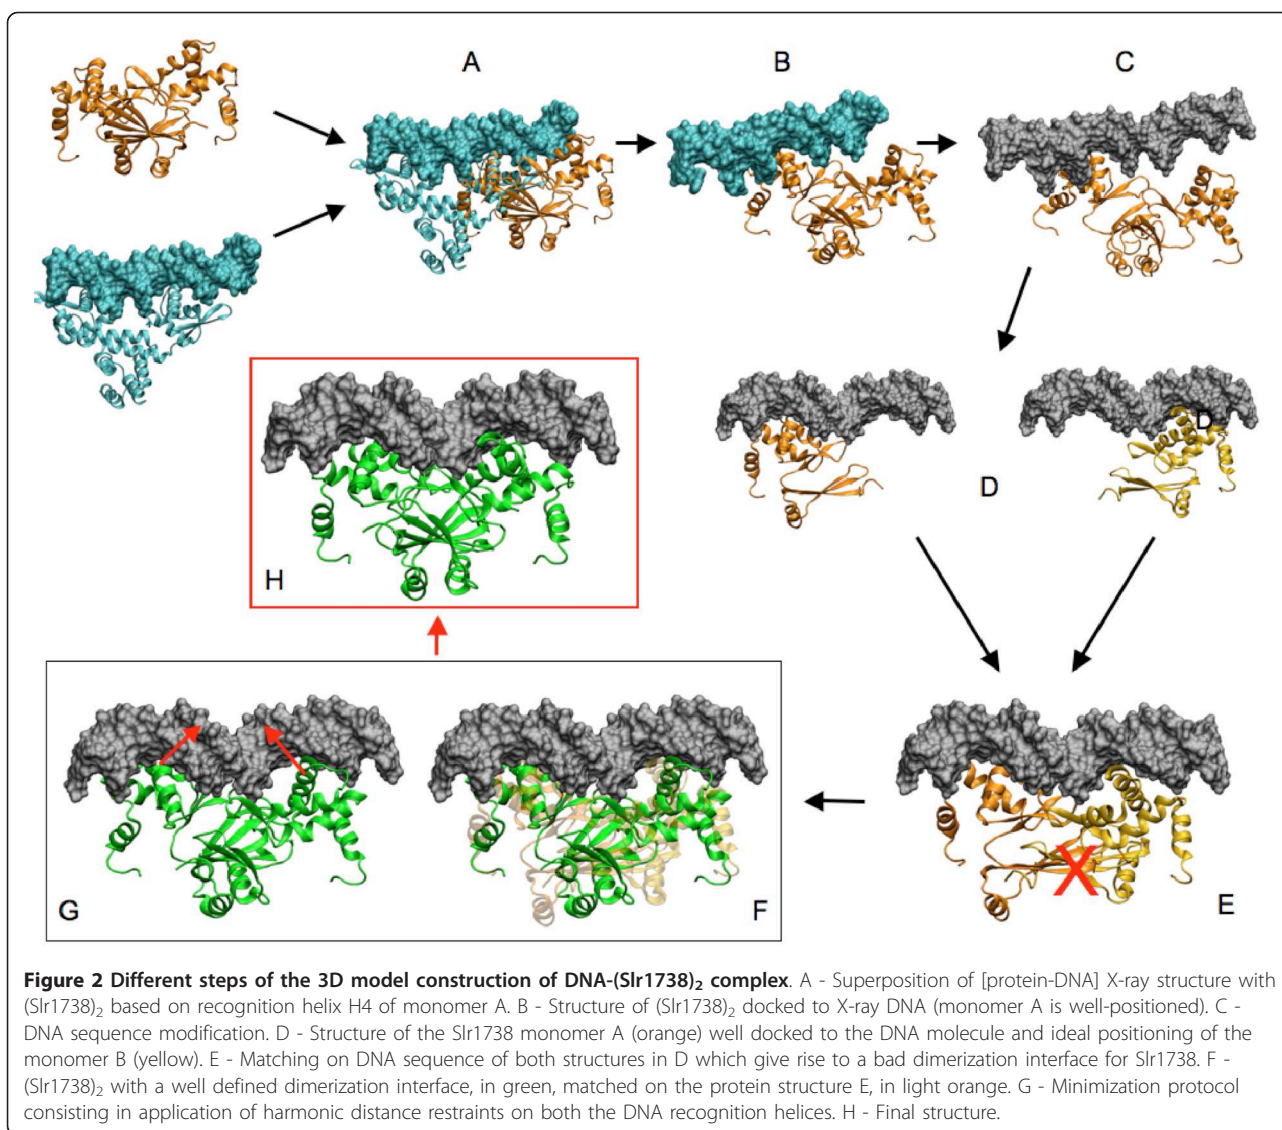 A
B
C
D
D
H
G
F
E
Figure 2 Different steps of the 3D model construction of DNA-(Slr1738)₂ complex. A - Superposition of [protein-DNA] X-ray structure with
(Slr1738)₂ based on recognition helix H4 of monomer A. B - Structure of (Slr1738)₂ docked to X-ray DNA (monomer A is well-positioned). C -
DNA sequence modification. D - Structure of the Slr1738 monomer A (orange) well docked to the DNA molecule and ideal positioning of the
monomer B (yellow). E - Matching on DNA sequence of both structures in D which give rise to a bad dimerization interface for Slr1738. F -
(Slr1738)₂ with a well defined dimerization interface, in green, matched on the protein structure E, in light orange. G - Minimization protocol
consisting in application of harmonic distance restraints on both the DNA recognition helices. H - Final structure.